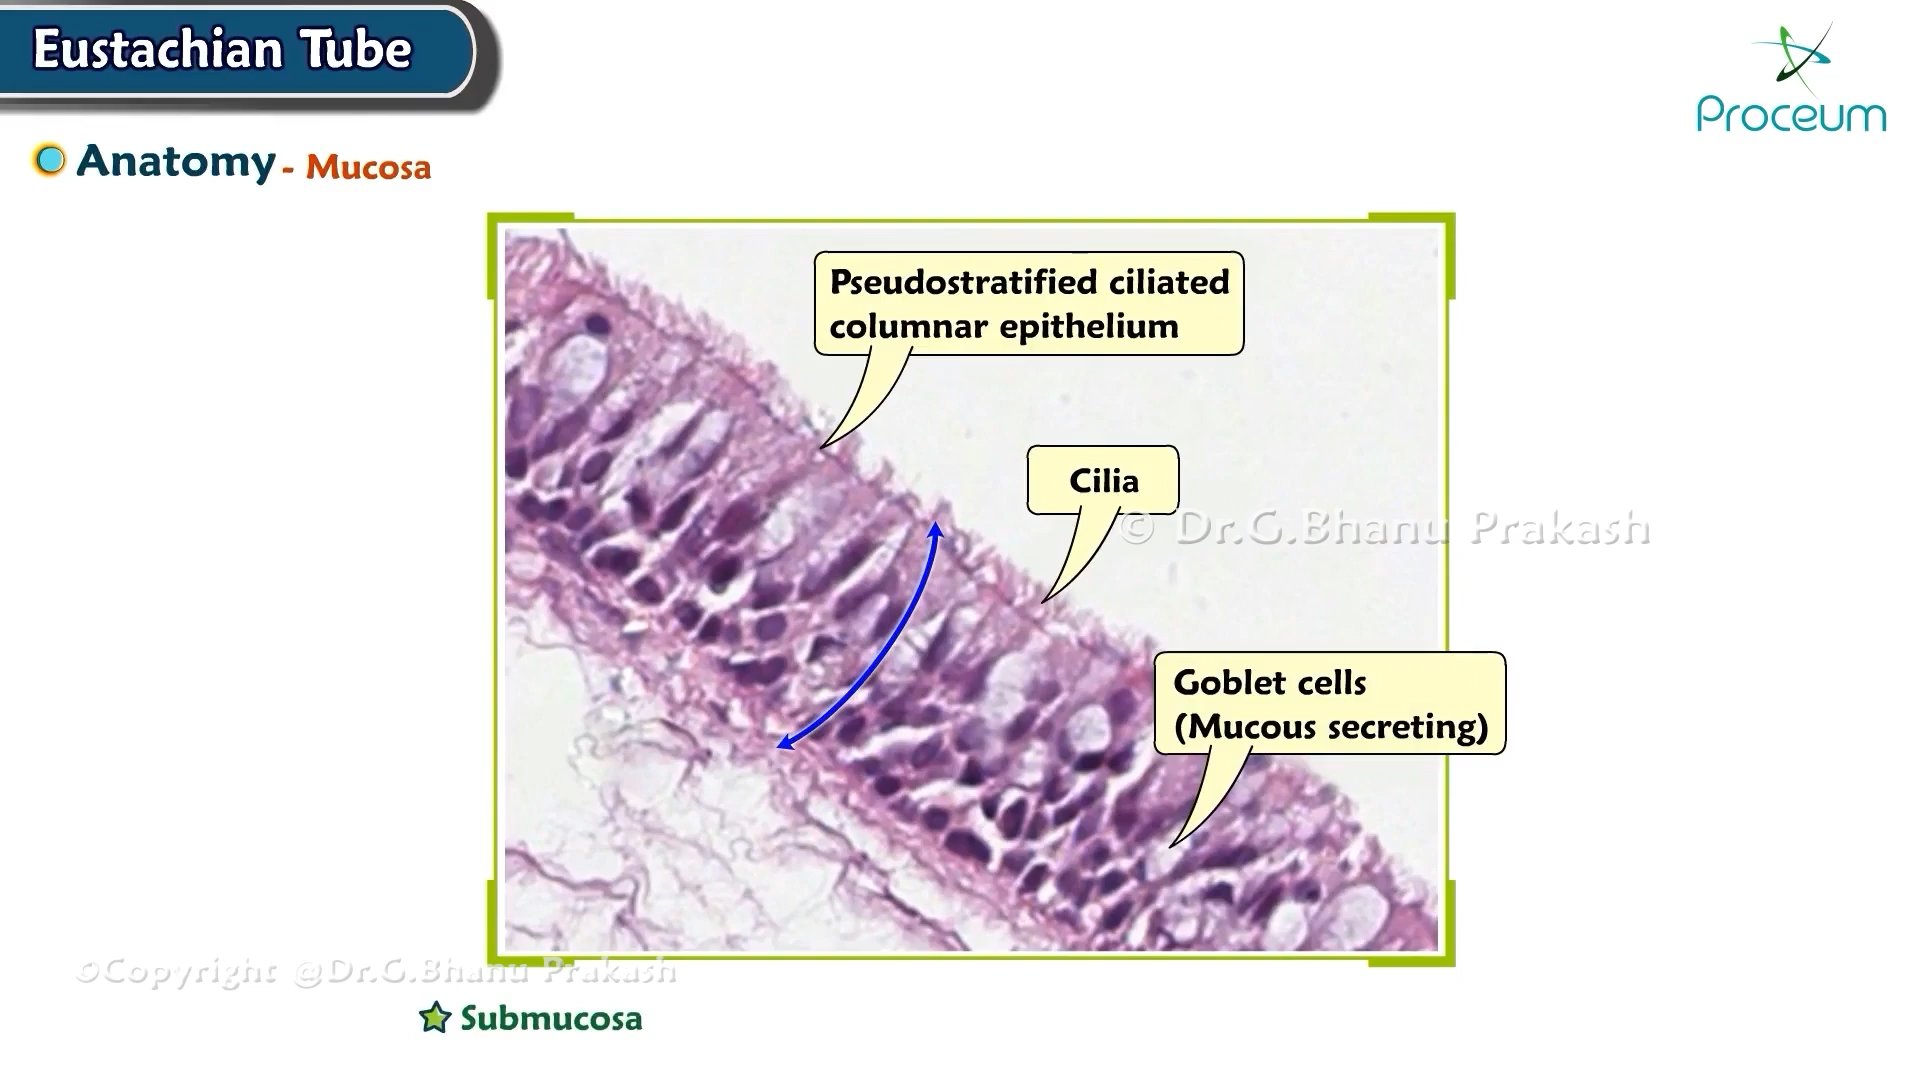 Eustachian Tube
Proceum
Anatomy - Mucosa
Pseudostratified ciliated
columnar epithelium
Cilia
© Dr.G.Bhanu Prakash
Goblet cells
(Mucous secreting)
©Copyright @Dr.G.Bhanu Prakash
Submucosa